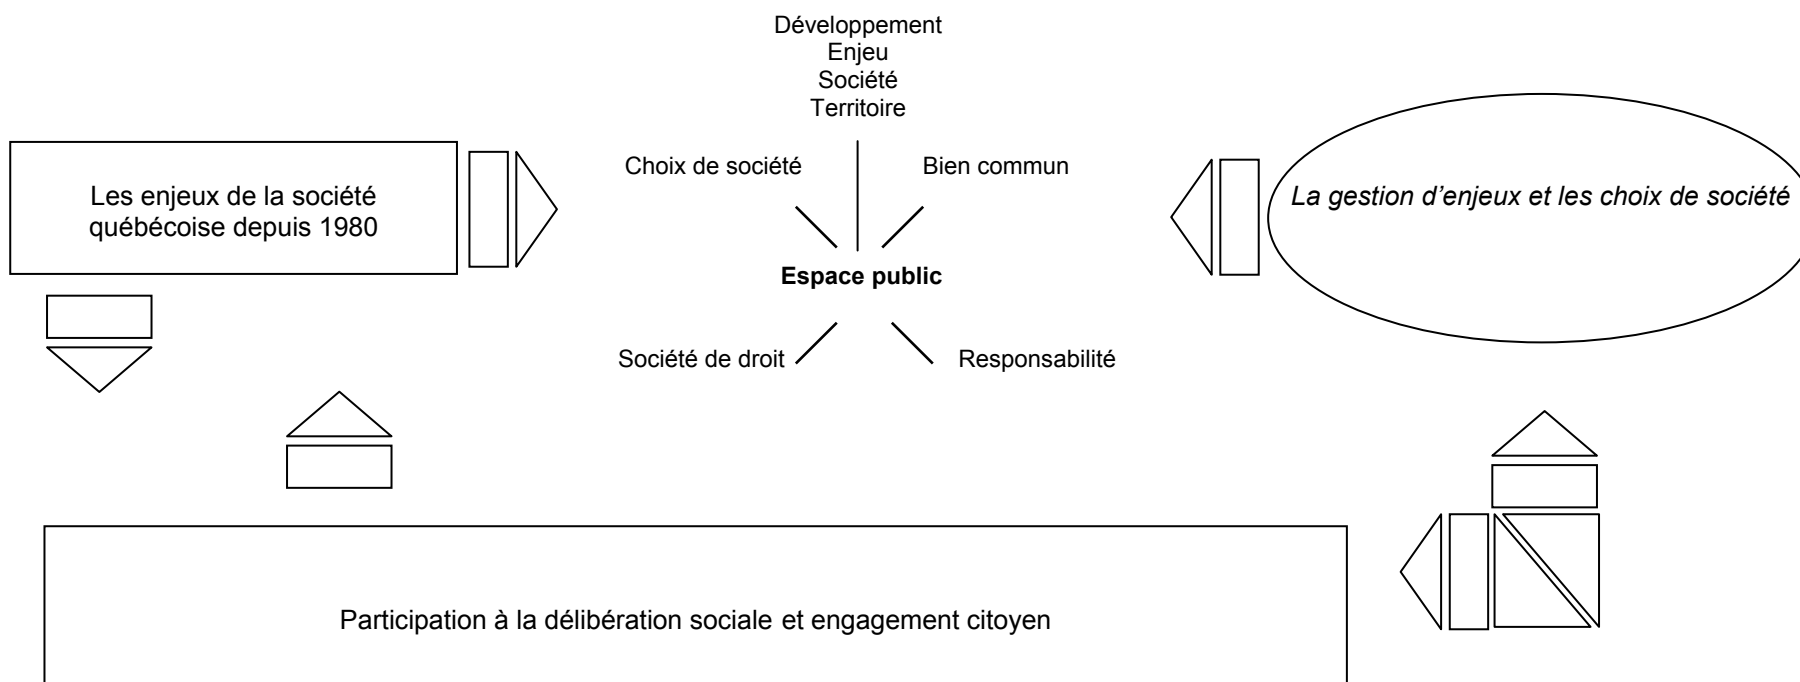 Développement
Enjeu
Société
Territoire
Choix de société
Bien commun
Les enjeux de la société
québécoise depuis 1980
La gestion d’enjeux et les choix de société
Espace public
Société de droit
Responsabilité
Participation à la délibération sociale et engagement citoyen